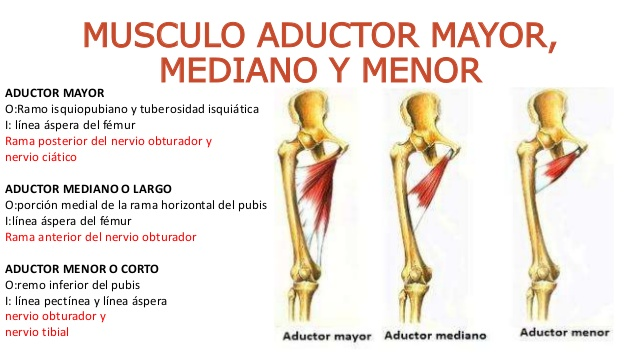 MUSCULO ADUCTOR MAYOR,
MEDIANO Y MENOR
ADUCTOR MAYOR
O:Ramo isquiopubiano y tuberosidad isquiática
I: línea áspera del fémur
Rama posterior del nervio obturador y
nervio ciático
ADUCTOR MEDIANO O LARGO
O:porción medial de la rama horizontal del pubis
I:línea áspera del fémur
Rama anterior del nervio obturador
ADUCTOR MENOR O CORTO
O:remo inferior del pubis
I: línea pectínea y línea áspera
nervio obturador y
nervio tibial
Aductor mayor
Aductor mediano
Aductor menor